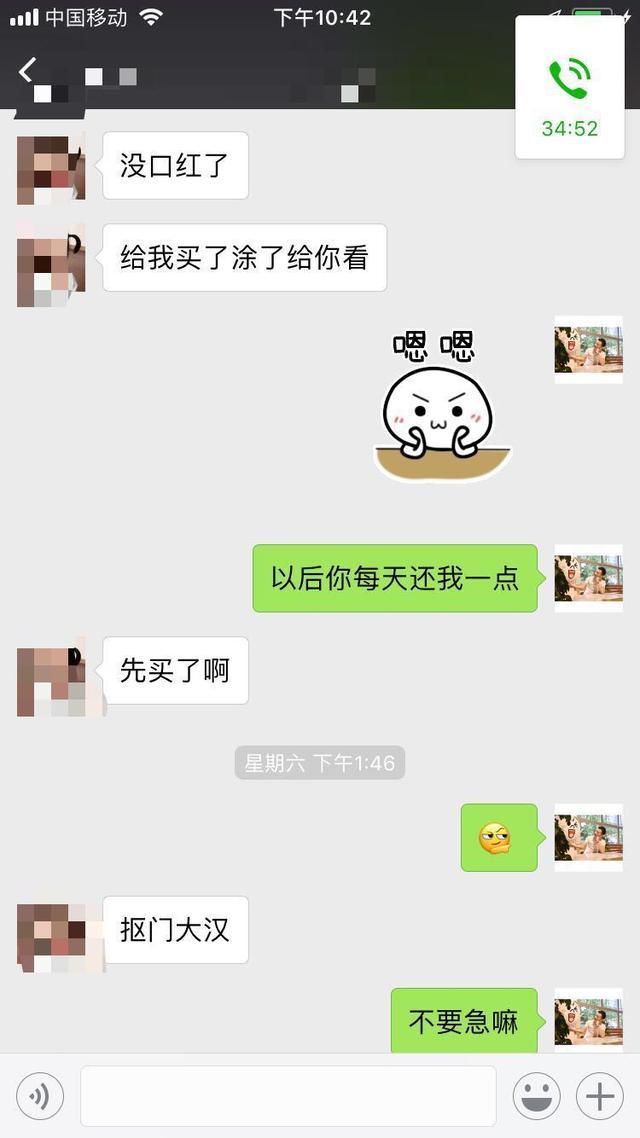 中国移动
下午10:42
34:52
没口红了
给我买了涂了给你看
嗯 嗯
以后你每天还我一点
先买了啊
星期六 下午1:46
抠门大汉
不要急嘛